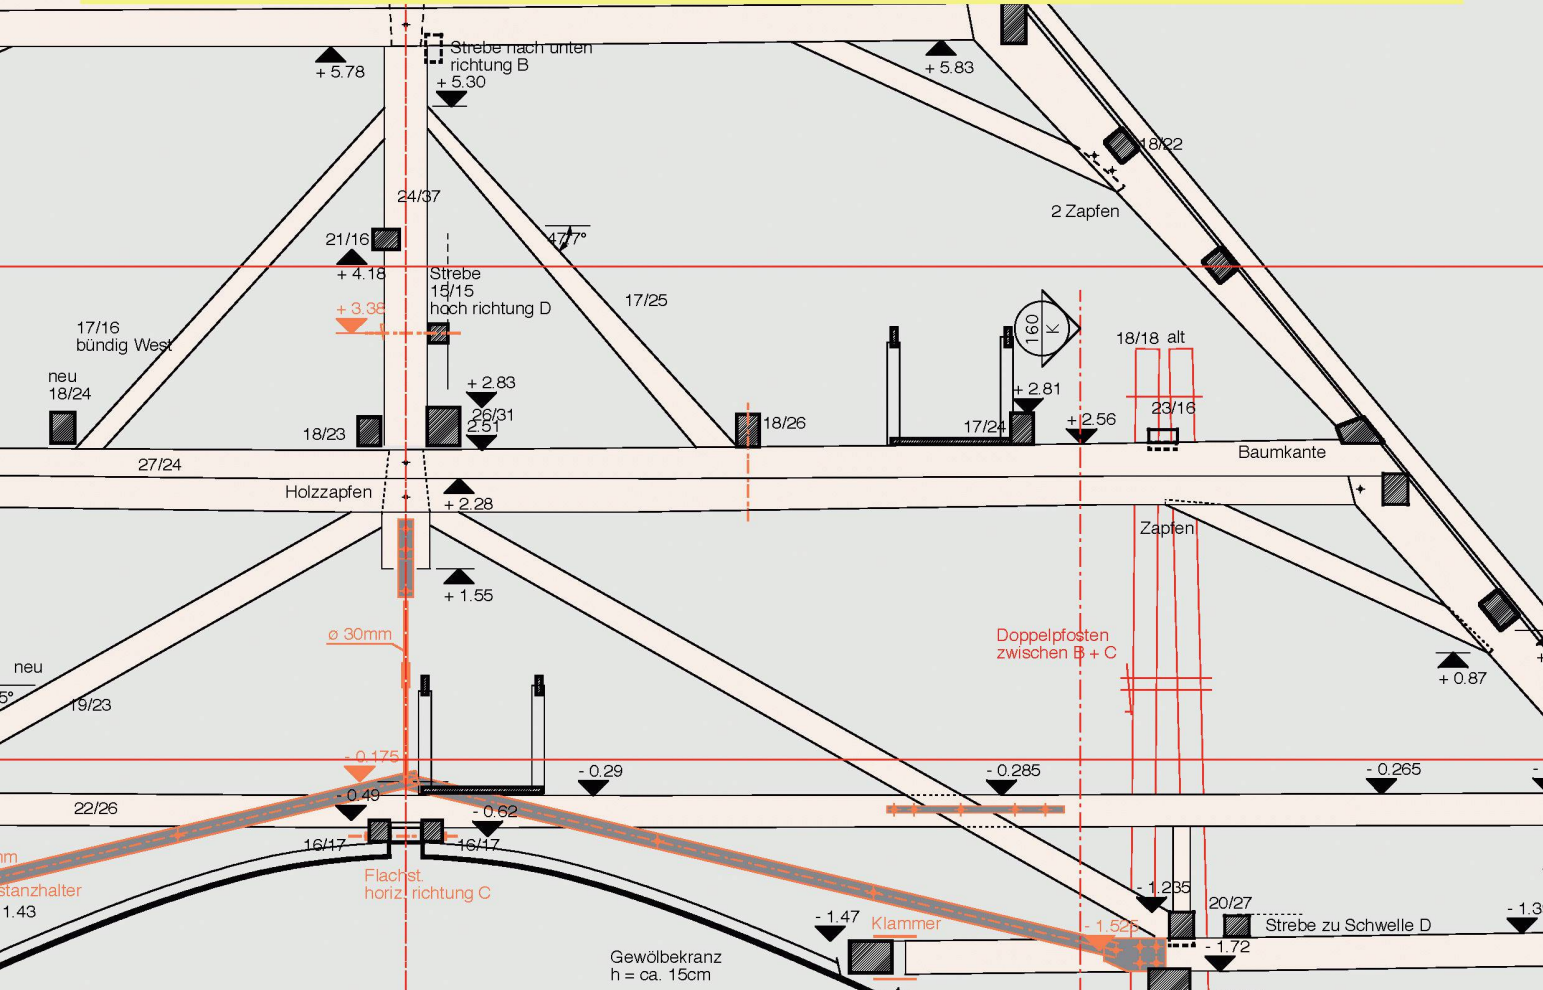 Strebe nach unten
richtung B
+ 5.78
+ 5.30
+ 5.83
18/22
24/37
2 Zapfen
21/16
47.7°
+ 4.18
Strebe
15/15
hoch richtung D
+ 3.38
17/25
17/16
bündig West
160
K
18/18 alt
neu
18/24
+ 2.83
+ 2.81
26/31
2.51
23/16
18/23
18/26
17/24
+ 2.56
Baumkante
27/24
Holzzapfen
+ 2.28
Zapfen
+ 1.55
ø 30mm
Doppelpfosten
zwischen B + C
neu
+ 0.87
5°
19/23
- 0.175
- 0.29
- 0.285
- 0.265
- 0.49
22/26
- 0.62
16/17
16/17
mm
stanzhalter
Flachst.
horiz. richtung C
- 1.235
20/27
1.43
- 1.47
Klammer
- 1.525
Strebe zu Schwelle D
- 1.3
- 1.72
Gewölbekranz
h = ca. 15cm